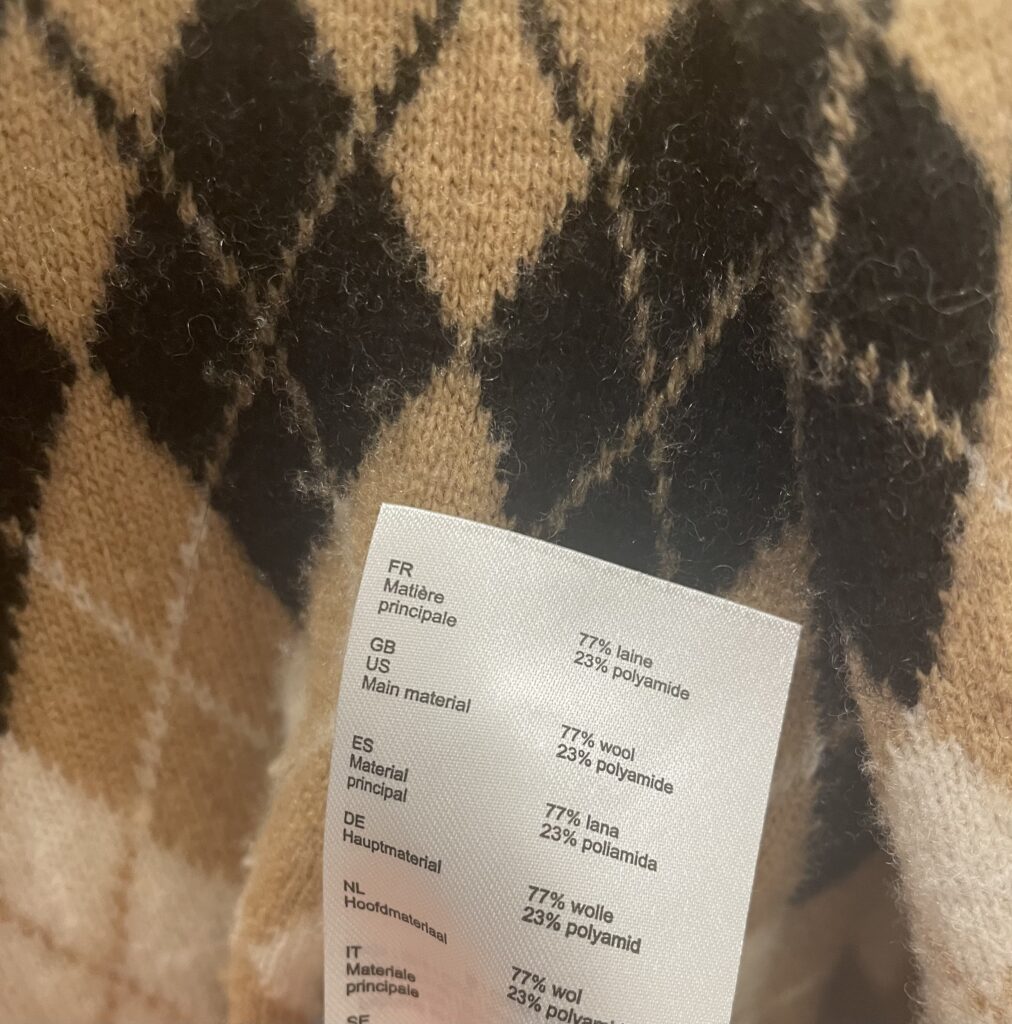 FR
Matière
principale
77% laine
23% polyamide
GB
US
Main material
77% wool
23% polyamide
ES
Material
principal
77% lana
23% poliamida
DE
Hauptmaterial
77% wolle
23% polyamid
NL
Hoofdmateriaal
77% wol
IT
Materiale
principale
SE